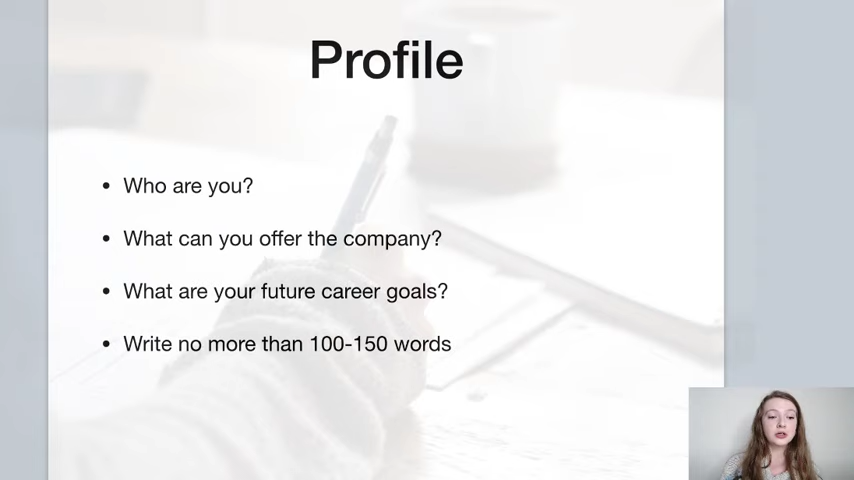 Profile
• Who are you?
• What can you offer the company?
• What are your future career goals?
• Write no more than 100-150 words